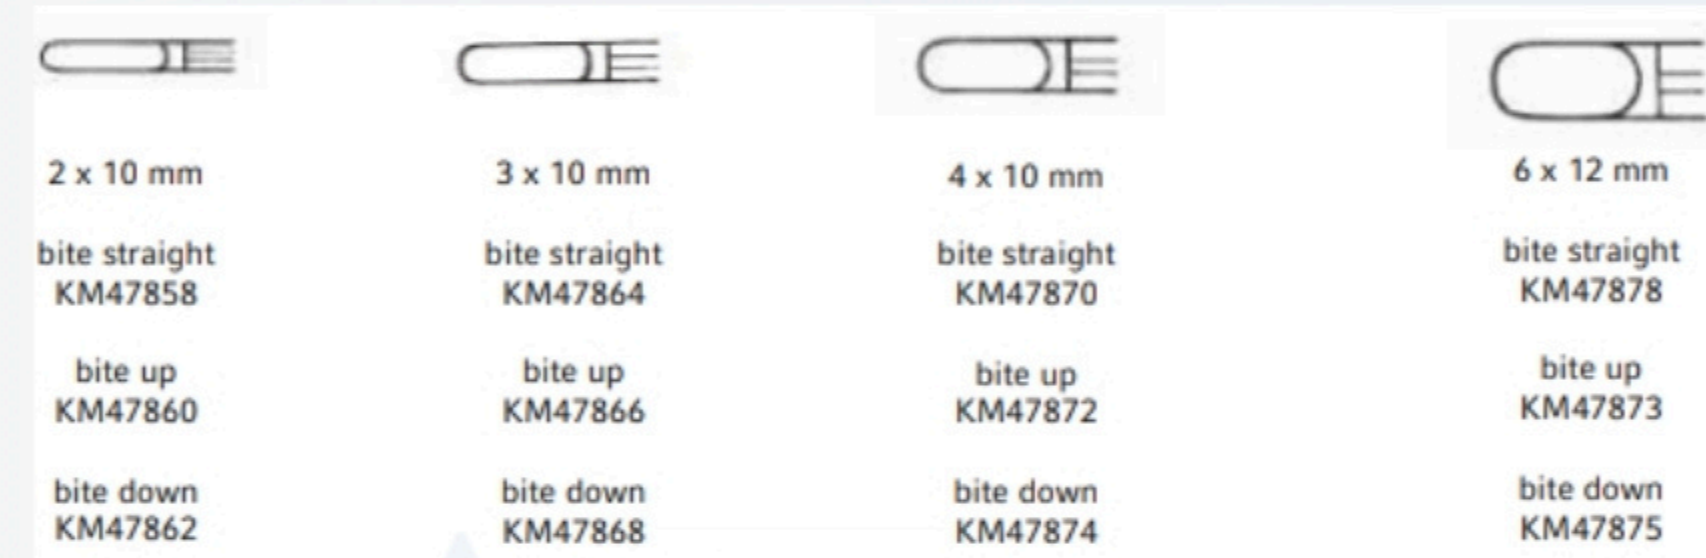 2 x 10 mm
3 x 10 mm
4 x 10 mm
6 x 12 mm
bite straight
KM47858
bite straight
KM47864
bite straight
KM47870
bite straight
KM47878
bite up
KM47860
bite up
KM47866
bite up
KM47872
bite up
KM47873
bite down
KM47862
bite down
KM47868
bite down
KM47874
bite down
KM47875